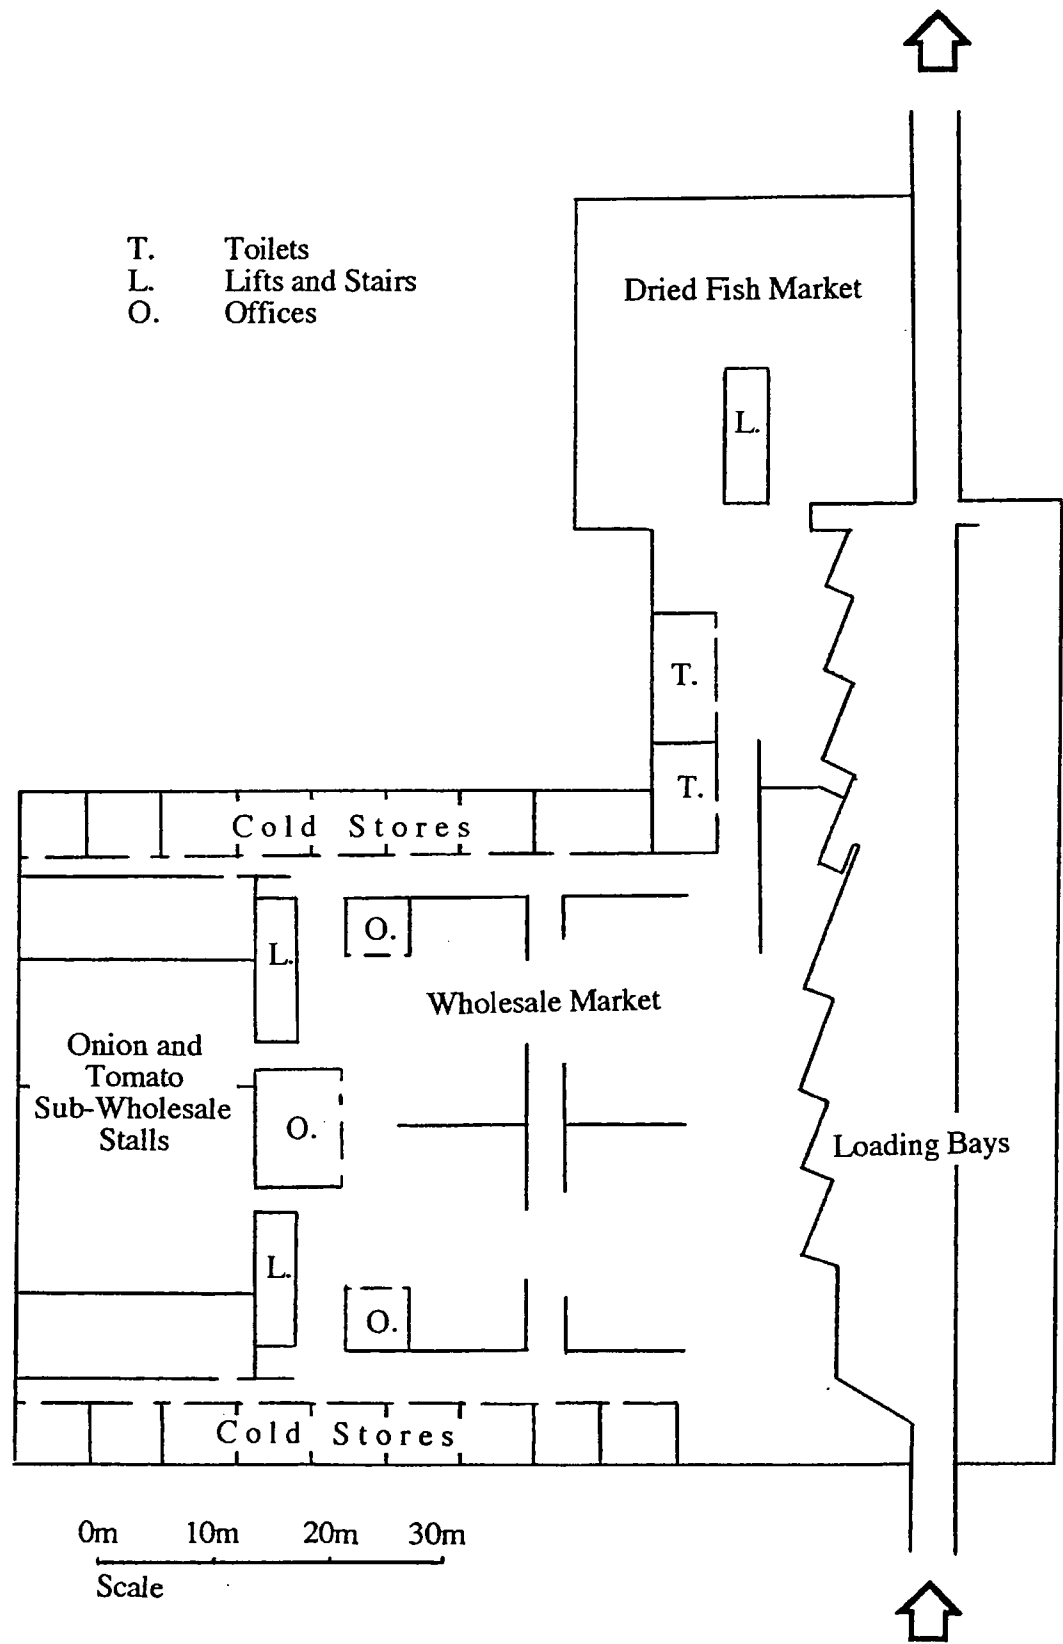 T. Toilets
L. Lifts and Stairs
O. Offices
Dried Fish Market
L.
T.
T.
Cold Stores
O.
L.
Wholesale Market
Onion and
Tomato
Sub-Wholesale
Stalls
O.
Loading Bays
L.
O.
Cold Stores
0m 10m 20m 30m
Scale